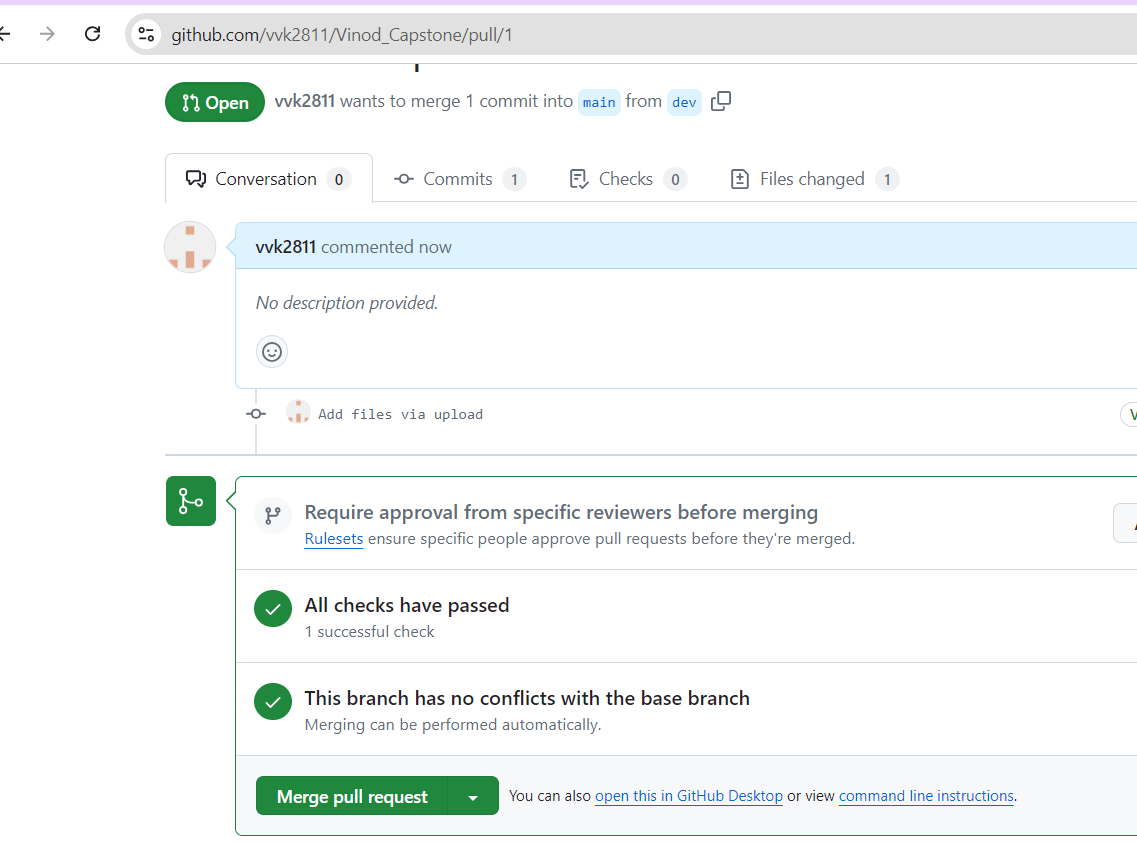 github.com/vvk2811/Vinod_Capstone/pull/1
Open vvk2811 wants to merge 1 commit into main from dev
Conversation 0 Commits 1 Checks 0 Files changed 1
vvk2811 commented now
No description provided.
Add files via upload
Require approval from specific reviewers before merging
Rulesets ensure specific people approve pull requests before they're merged.
All checks have passed
1 successful check
This branch has no conflicts with the base branch
Merging can be performed automatically.
Merge pull request You can also open this in GitHub Desktop or view command line instructions.